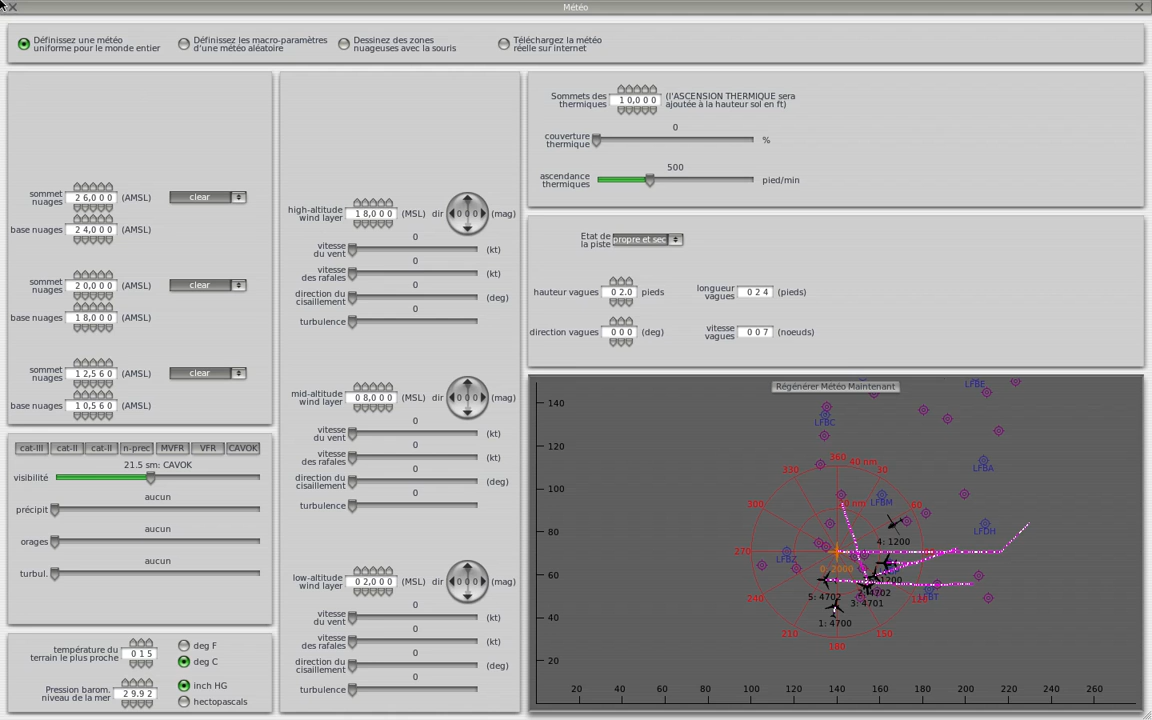 Météo
Définissez une météo
uniforme pour le monde entier
Définissez les macro-paramètres
d'une météo aléatoire
Dessinez des zones
nuageuses avec la souris
Téléchargez la météo
réelle sur internet
sommet
nuages
26,000
(AMSL)
clear
base nuages
24,000
(AMSL)
sommet
nuages
20,000
(AMSL)
clear
base nuages
18,000
(AMSL)
sommet
nuages
12,560
(AMSL)
clear
base nuages
10,560
(AMSL)
cat-III cat-II cat-II n-prec MVFR VFR CAVOK
21.5 sm: CAVOK
visibilité
aucun
précipit
aucun
orages
aucun
turbul.
température du
terrain le plus proche
015
deg F
deg C
Pression barom.
niveau de la mer
29.92
inch HG
hectopascals
high-altitude
wind layer
18,000
(MSL)
dir
000
(mag)
0
vitesse
du vent
(kt)
0
vitesse
des rafales
(kt)
0
direction du
cisaillement
(deg)
0
turbulence
mid-altitude
wind layer
08,000
(MSL)
dir
000
(mag)
0
vitesse
du vent
(kt)
0
vitesse
des rafales
(kt)
0
direction du
cisaillement
(deg)
0
turbulence
low-altitude
wind layer
02,000
(MSL)
dir
000
(mag)
0
vitesse
du vent
(kt)
0
vitesse
des rafales
(kt)
0
direction du
cisaillement
(deg)
0
turbulence
Sommets des
thermiques
10,000
(l'ASCENSION THERMIQUE sera
ajoutée à la hauteur sol en ft)
0
couverture
thermique
%
500
ascendance
thermiques
pied/min
Etat de
la piste
propre et sec
hauteur vagues
02.0
pieds
longueur
vagues
024
(pieds)
direction vagues
000
(deg)
vitesse
vagues
007
(noeuds)
Régénérer Météo Maintenant
LFBE
140
LFBC
120
360
40 nm
330
30
LFBA
100
LFBM
300
nm
60
80
LFDH
4: 1200
270
LFBZ
0: 2000
60
1200
240
5: 4702
4702
120
LFBT
3: 4701
40
1: 4700
210
150
180
20
20 40 60 80 100 120 140 160 180 200 220 240 260